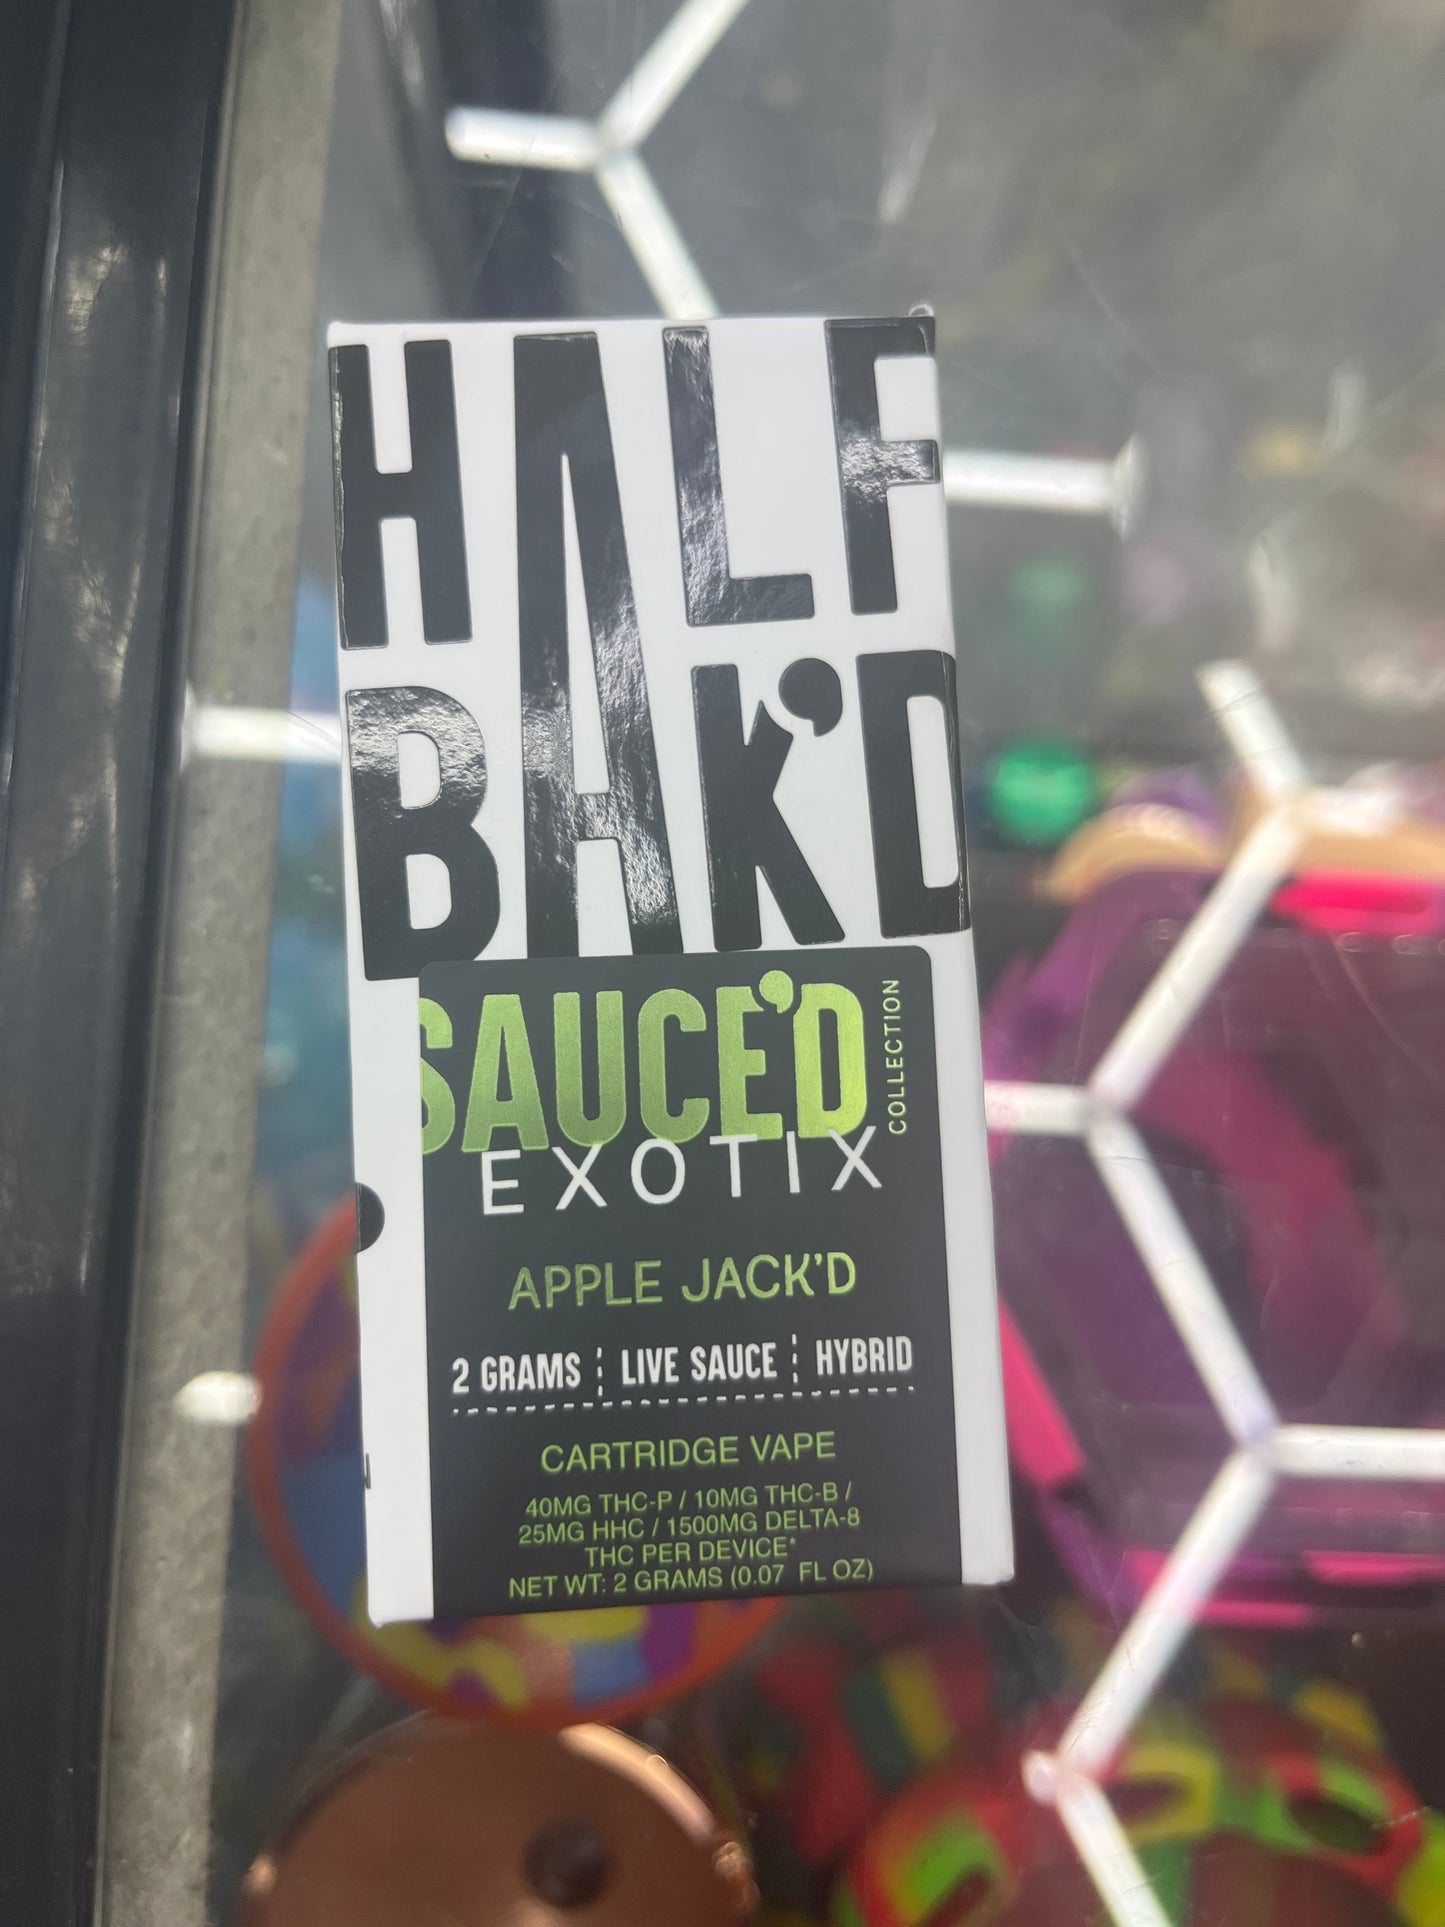 HALF
BAK'D
SAUCE'D
COLLECTION
EXOTIX
APPLE JACK'D
2 GRAMS LIVE SAUCE HYBRID
CARTRIDGE VAPE
40MG THC-P / 10MG THC-B /
25MG HHC / 1500MG DELTA-8
THC PER DEVICE*
NET WT: 2 GRAMS (0.07 FL OZ)